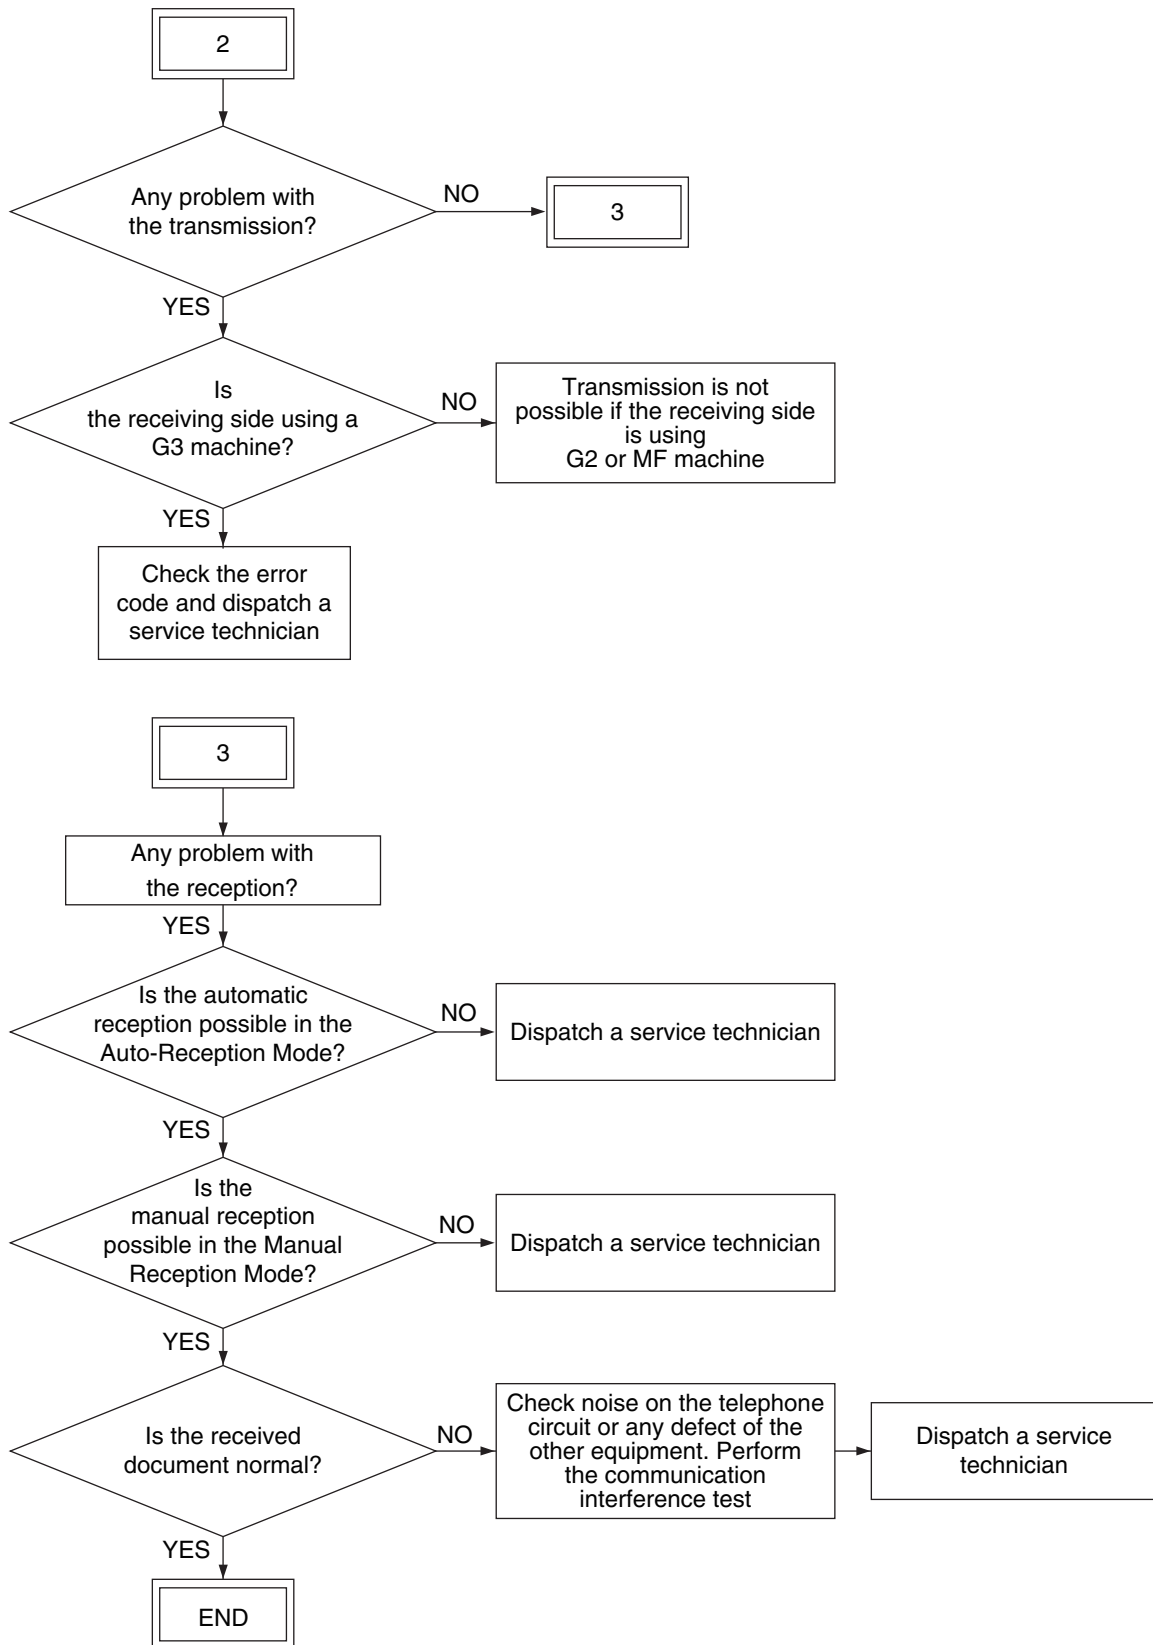 2
Any problem with
the transmission?
NO
3
YES
Is
the receiving side using a
G3 machine?
NO
Transmission is not
possible if the receiving side
is using
G2 or MF machine
YES
Check the error
code and dispatch a
service technician
3
Any problem with
the reception?
YES
Is the automatic
reception possible in the
Auto-Reception Mode?
NO
Dispatch a service technician
YES
Is the
manual reception
possible in the Manual
Reception Mode?
NO
Dispatch a service technician
YES
Is the received
document normal?
NO
Check noise on the telephone
circuit or any defect of the
other equipment. Perform
the communication
interference test
Dispatch a service
technician
YES
END